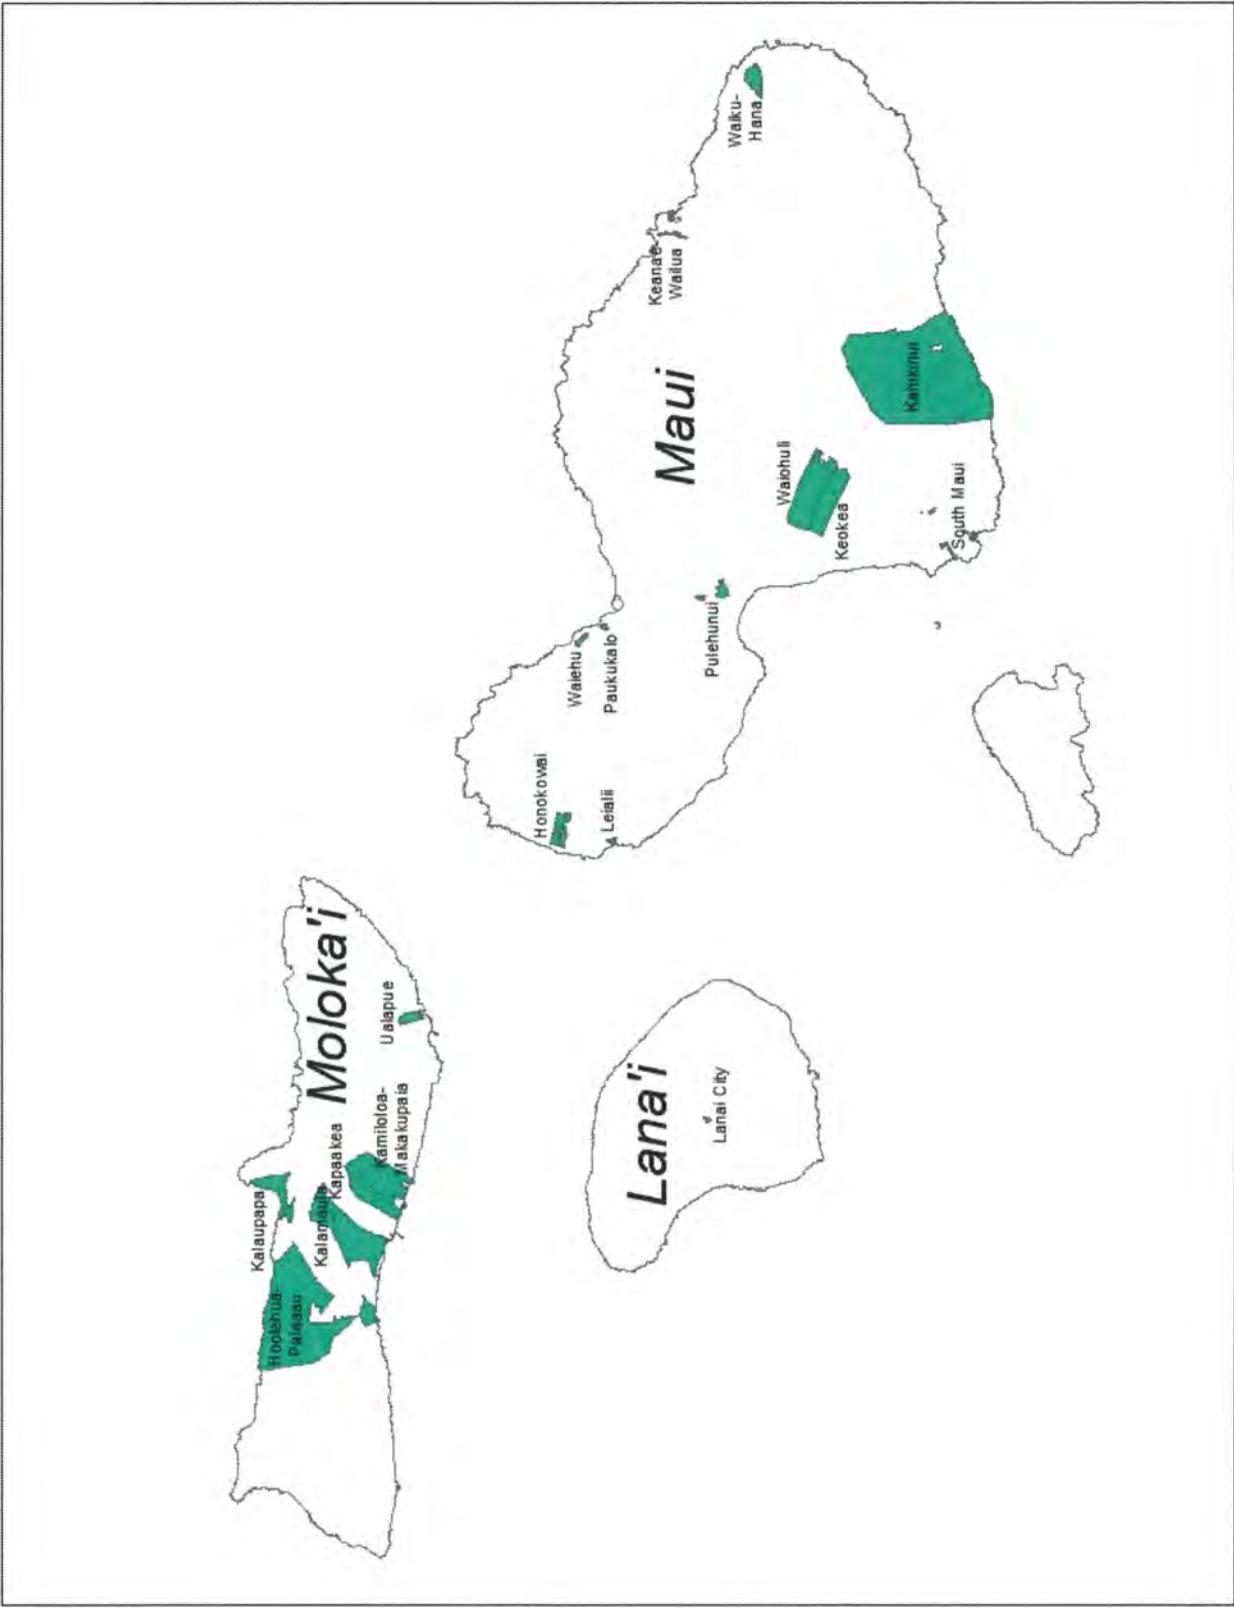 Kalaupapa
Hoolehua-
Palaau
Kalamaula
Kapaakea
Moloka'i
Kamiloloa-
Makakupaia
Ualapue
Honokowai
Leialii
Waiehu
Paukukalo
Lana'i
Lanai City
Maui
Keanae-
Wailua
Waiku-
Hana
Pulehunui
Waiohuli
Keokea
Kahikinui
South Maui